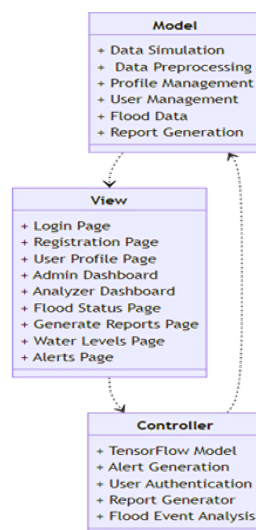 Model
+ Data Simulation
+ Data Preprocessing
+ Profile Management
+ User Management
+ Flood Data
+ Report Generation
View
+ Login Page
+ Registration Page
+ User Profile Page
+ Admin Dashboard
+ Analyzer Dashboard
+ Flood Status Page
+ Generate Reports Page
+ Water Levels Page
+ Alerts Page
Controller
+ TensorFlow Model
+ Alert Generation
+ User Authentication
+ Report Generator
+ Flood Event Analysis